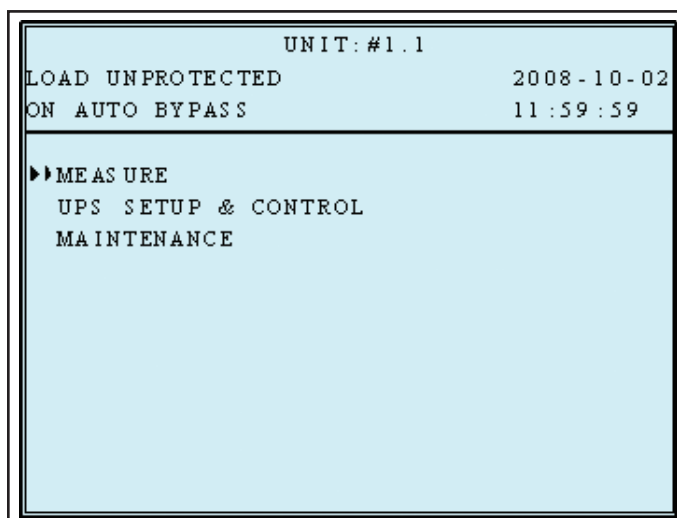 UNIT:#1.1
LOAD UNPROTECTED 2008-10-02
ON AUTO BYPASS 11:59:59
MEASURE
UPS SETUP & CONTROL
MAINTENANCE